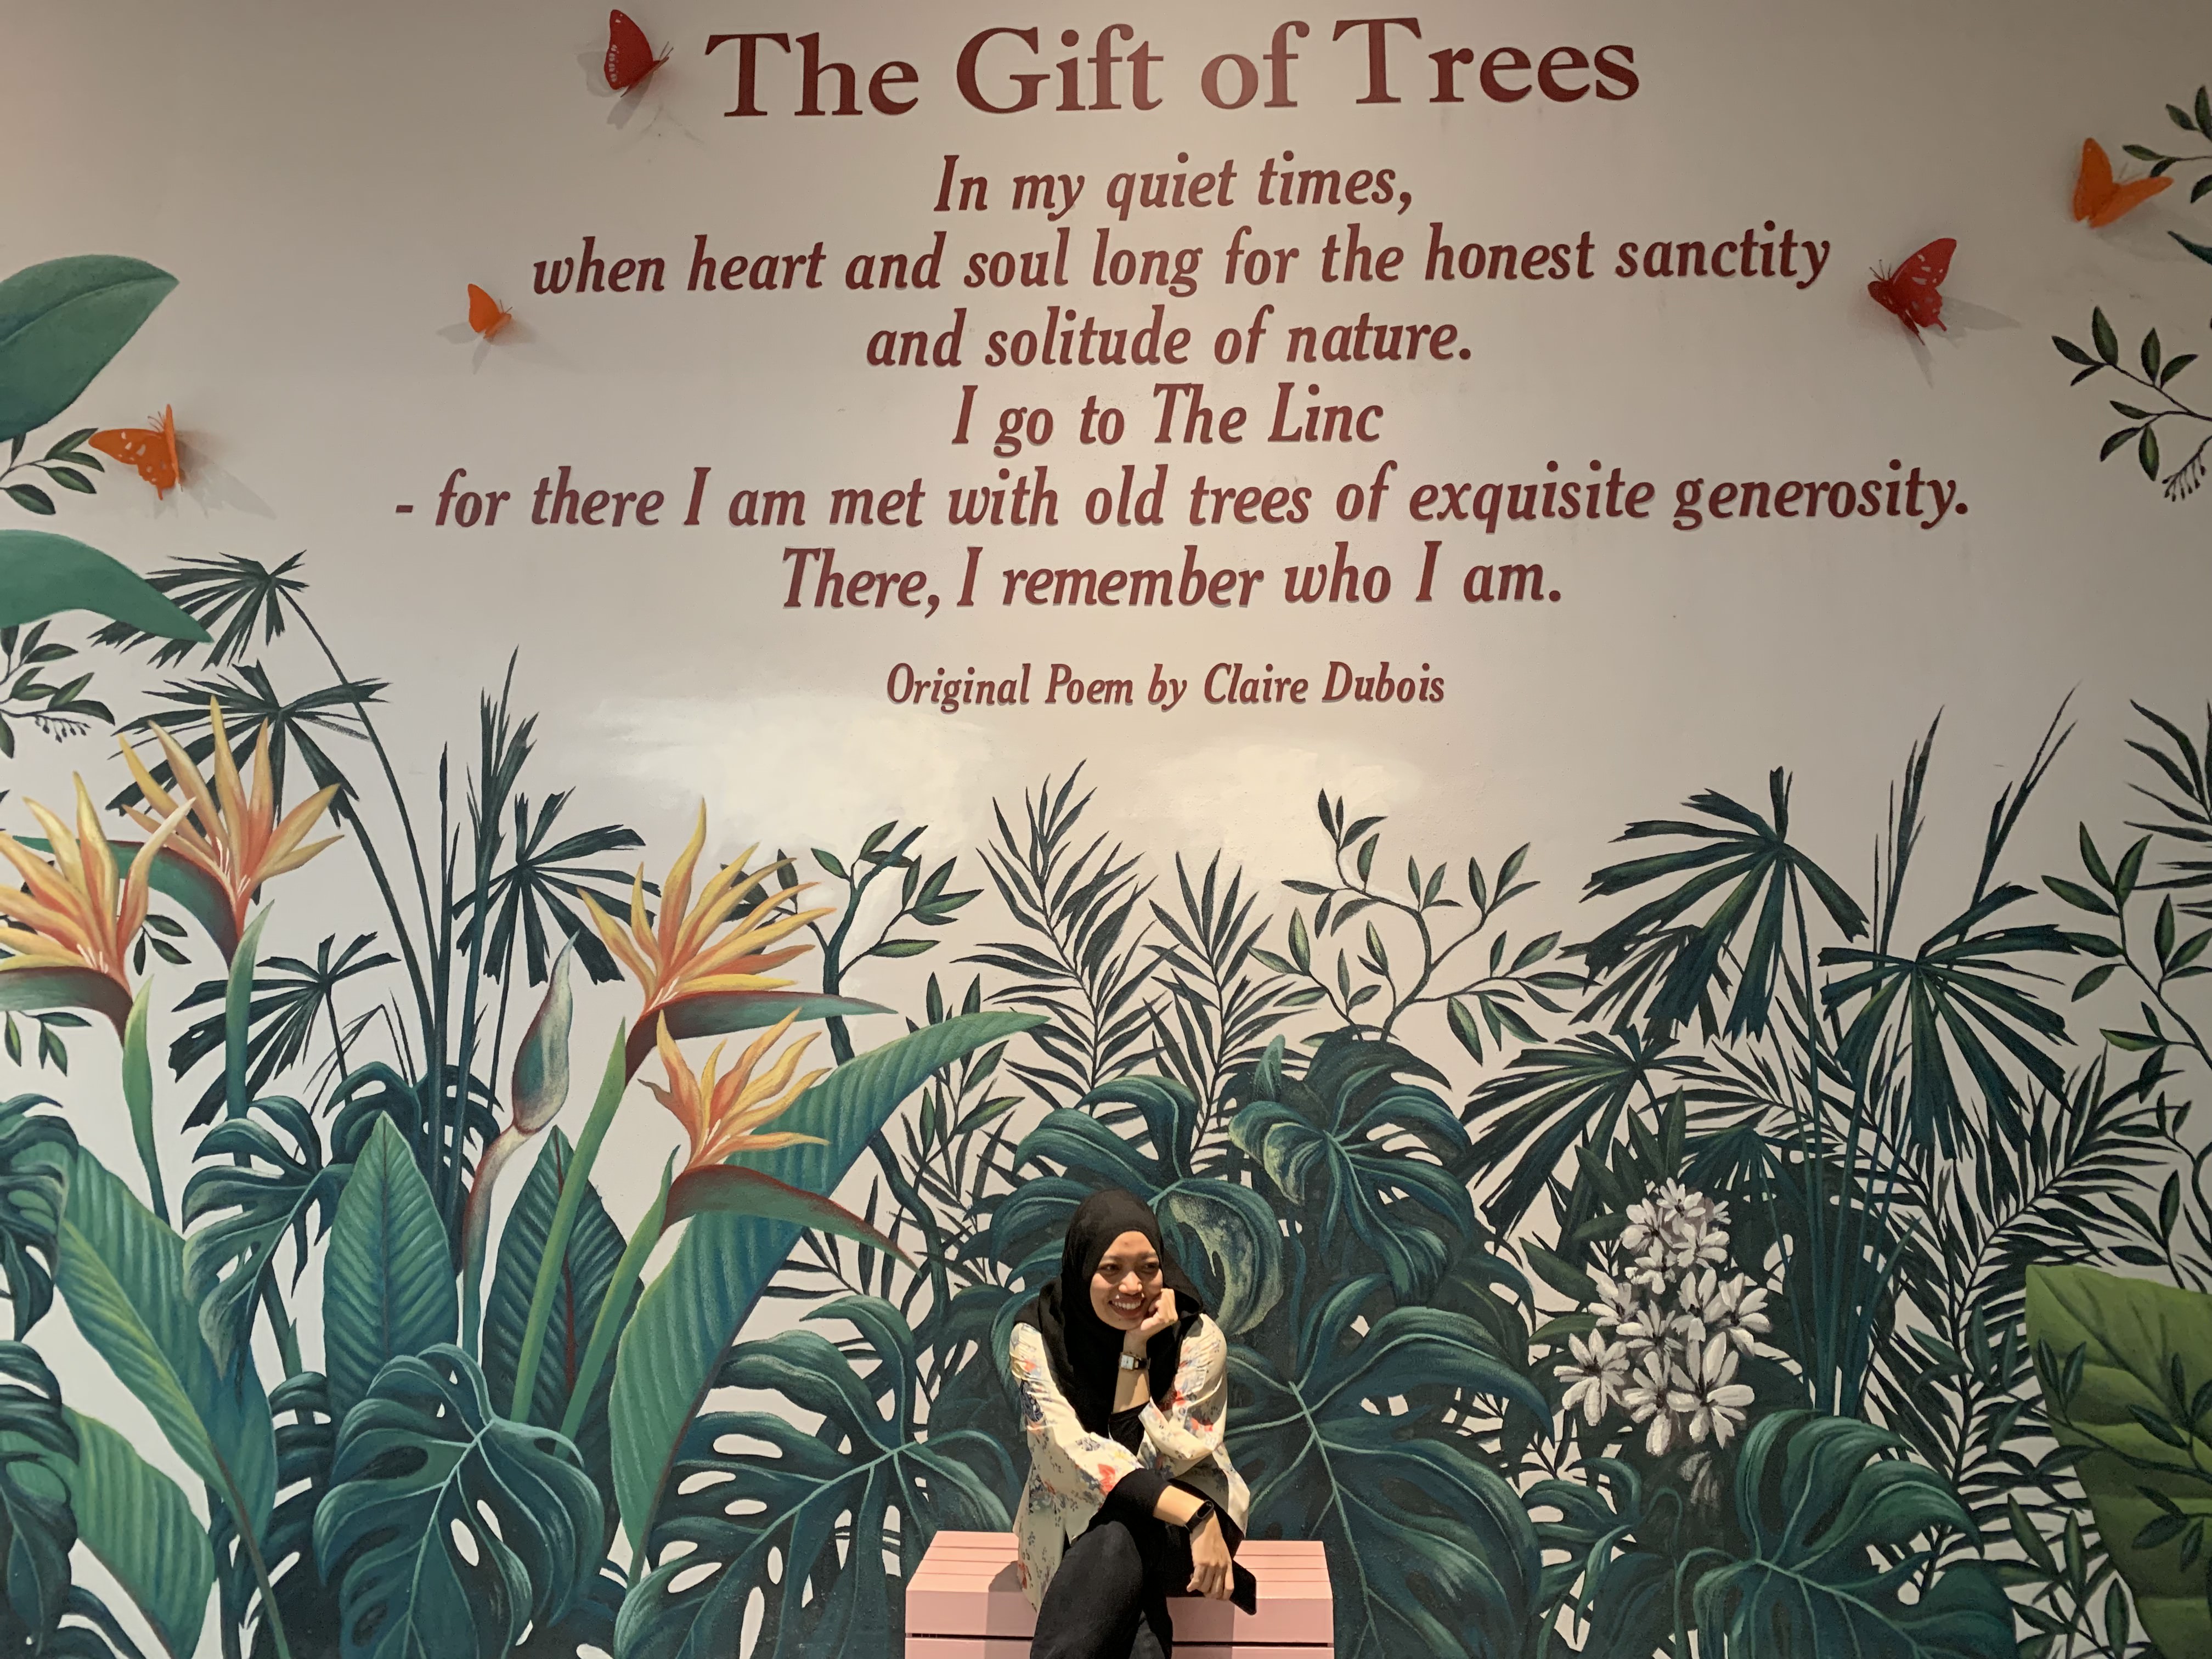 The Gift of Trees
In my quiet times,
when heart and soul long for the honest sanctity
and solitude of nature.
I go to The Linc
- for there I am met with old trees of exquisite generosity.
There, I remember who I am.
Original Poem by Claire Dubois